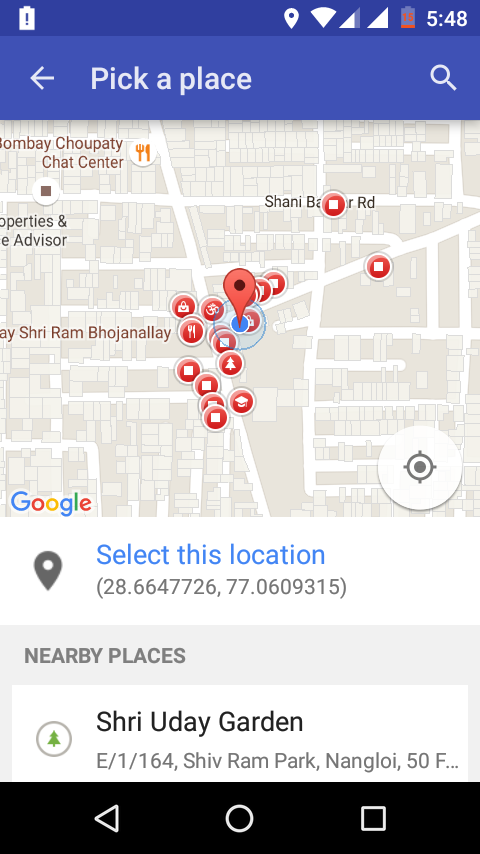 5:48
Pick a place
Bombay Choupaty
Chat Center
Shani Ba r Rd
operties &
e Advisor
ay Shri Ram Bhojanallay
Google
Select this location
(28.6647726, 77.0609315)
NEARBY PLACES
Shri Uday Garden
E/1/164, Shiv Ram Park, Nangloi, 50 F...